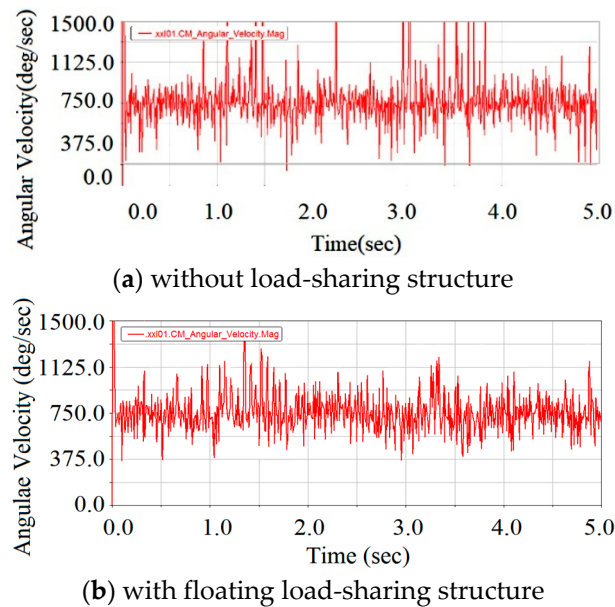 1500.0
xxl01.CM_Angular_Velocity.Mag
1125.0
750.0
375.0
0.0
Angular Velocity(deg/sec)
0.0 1.0 2.0 3.0 4.0 5.0
Time(sec)
(a) without load-sharing structure
1500.0
.xxl01.CM_Angular_Velocity.Mag
1125.0
750.0
375.0
0.0
Angulae Velocity (deg/sec)
0.0 1.0 2.0 3.0 4.0 5.0
Time (sec)
(b) with floating load-sharing structure